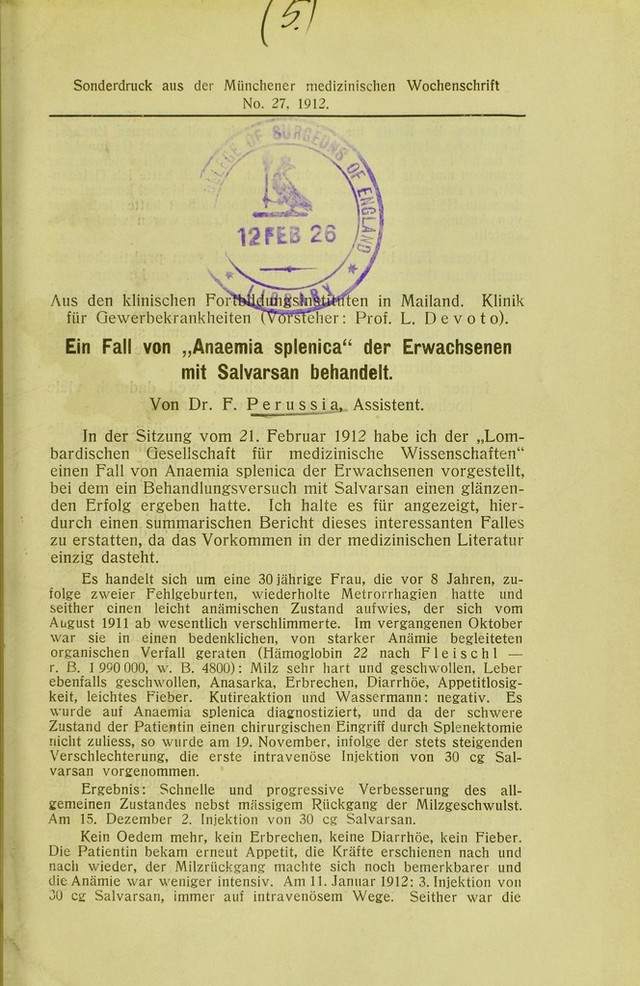 (5.)
Sonderdruck aus der Münchener medizinischen Wochenschrift
No. 27, 1912.
COLLEGE OF SURGEONS OF ENGLAND
12 FEB 26
* LIBRARY *
Aus den klinischen Fortbildungsinstituten in Mailand. Klinik
für Gewerbekrankheiten (Vorsteher: Prof. L. Devoto).
Ein Fall von „Anaemia splenica“ der Erwachsenen
mit Salvarsan behandelt.
Von Dr. F. Perussia, Assistent.
In der Sitzung vom 21. Februar 1912 habe ich der „Lom-
bardischen Gesellschaft für medizinische Wissenschaften“
einen Fall von Anaemia splenica der Erwachsenen vorgestellt,
bei dem ein Behandlungsversuch mit Salvarsan einen glänzen-
den Erfolg ergeben hatte. Ich halte es für angezeigt, hier-
durch einen summarischen Bericht dieses interessanten Falles
zu erstatten, da das Vorkommen in der medizinischen Literatur
einzig dasteht.
Es handelt sich um eine 30 jährige Frau, die vor 8 Jahren, zu-
folge zweier Fehlgeburten, wiederholte Metrorrhagien hatte und
seither einen leicht anämischen Zustand aufwies, der sich vom
August 1911 ab wesentlich verschlimmerte. Im vergangenen Oktober
war sie in einen bedenklichen, von starker Anämie begleiteten
organischen Verfall geraten (Hämoglobin 22 nach Fleischl —
r. B. 1 990 000, w. B. 4800): Milz sehr hart und geschwollen, Leber
ebenfalls geschwollen, Anasarka, Erbrechen, Diarrhöe, Appetitlosig-
keit, leichtes Fieber. Kutireaktion und Wassermann: negativ. Es
wurde auf Anaemia splenica diagnostiziert, und da der schwere
Zustand der Patientin einen chirurgischen Eingriff durch Splenektomie
nicht zuliess, so wurde am 19. November, infolge der stets steigenden
Verschlechterung, die erste intravenöse Injektion von 30 cg Sal-
varsan vorgenommen.
Ergebnis: Schnelle und progressive Verbesserung des all-
gemeinen Zustandes nebst mässigem Rückgang der Milzgeschwulst.
Am 15. Dezember 2. Injektion von 30 cg Salvarsan.
Kein Oedem mehr, kein Erbrechen, keine Diarrhöe, kein Fieber.
Die Patientin bekam erneut Appetit, die Kräfte erschienen nach und
nach wieder, der Milzrückgang machte sich noch bemerkbarer und
die Anämie war weniger intensiv. Am 11. Januar 1912: 3. Injektion von
30 cg Salvarsan, immer auf intravenösem Wege. Seither war die